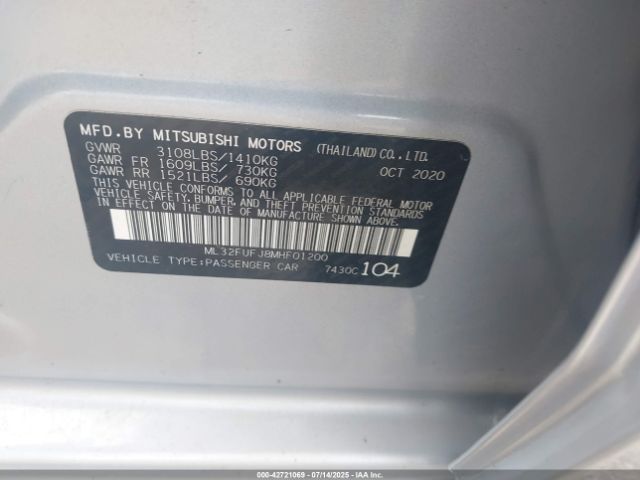 MFD.BY MITSUBISHI MOTORS (THAILAND)CO.,LTD.
GVWR 3108LBS/1410KG
GAWR FR 1609LBS/ 730KG OCT 2020
GAWR RR 1521LBS/ 690KG
THIS VEHICLE CONFORMS TO ALL APPLICABLE FEDERAL MOTOR
VEHICLE SAFETY, BUMPER, AND THEFT PREVENTION STANDARDS
IN EFFECT ON THE DATE OF MANUFACTURE SHOWN ABOVE.
ML32FUFJ8MHF01200
VEHICLE TYPE:PASSENGER CAR 7430C 104
000-42721069 - 07/14/2025 - IAAI.COM